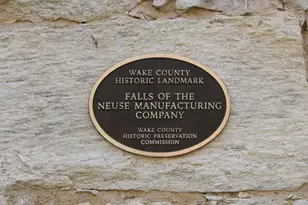 WAKE COUNTY
HISTORIC LANDMARK
FALLS OF THE
NEUSE MANUFACTURING
COMPANY
WAKE COUNTY
HISTORIC PRESERVATION
COMMISSION